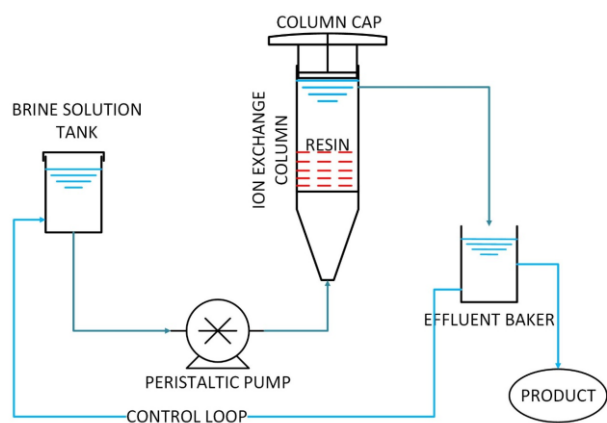 COLUMN CAP
BRINE SOLUTION
TANK
ION EXCHANGE
COLUMN
RESIN
EFFLUENT BAKER
PERISTALTIC PUMP
PRODUCT
CONTROL LOOP